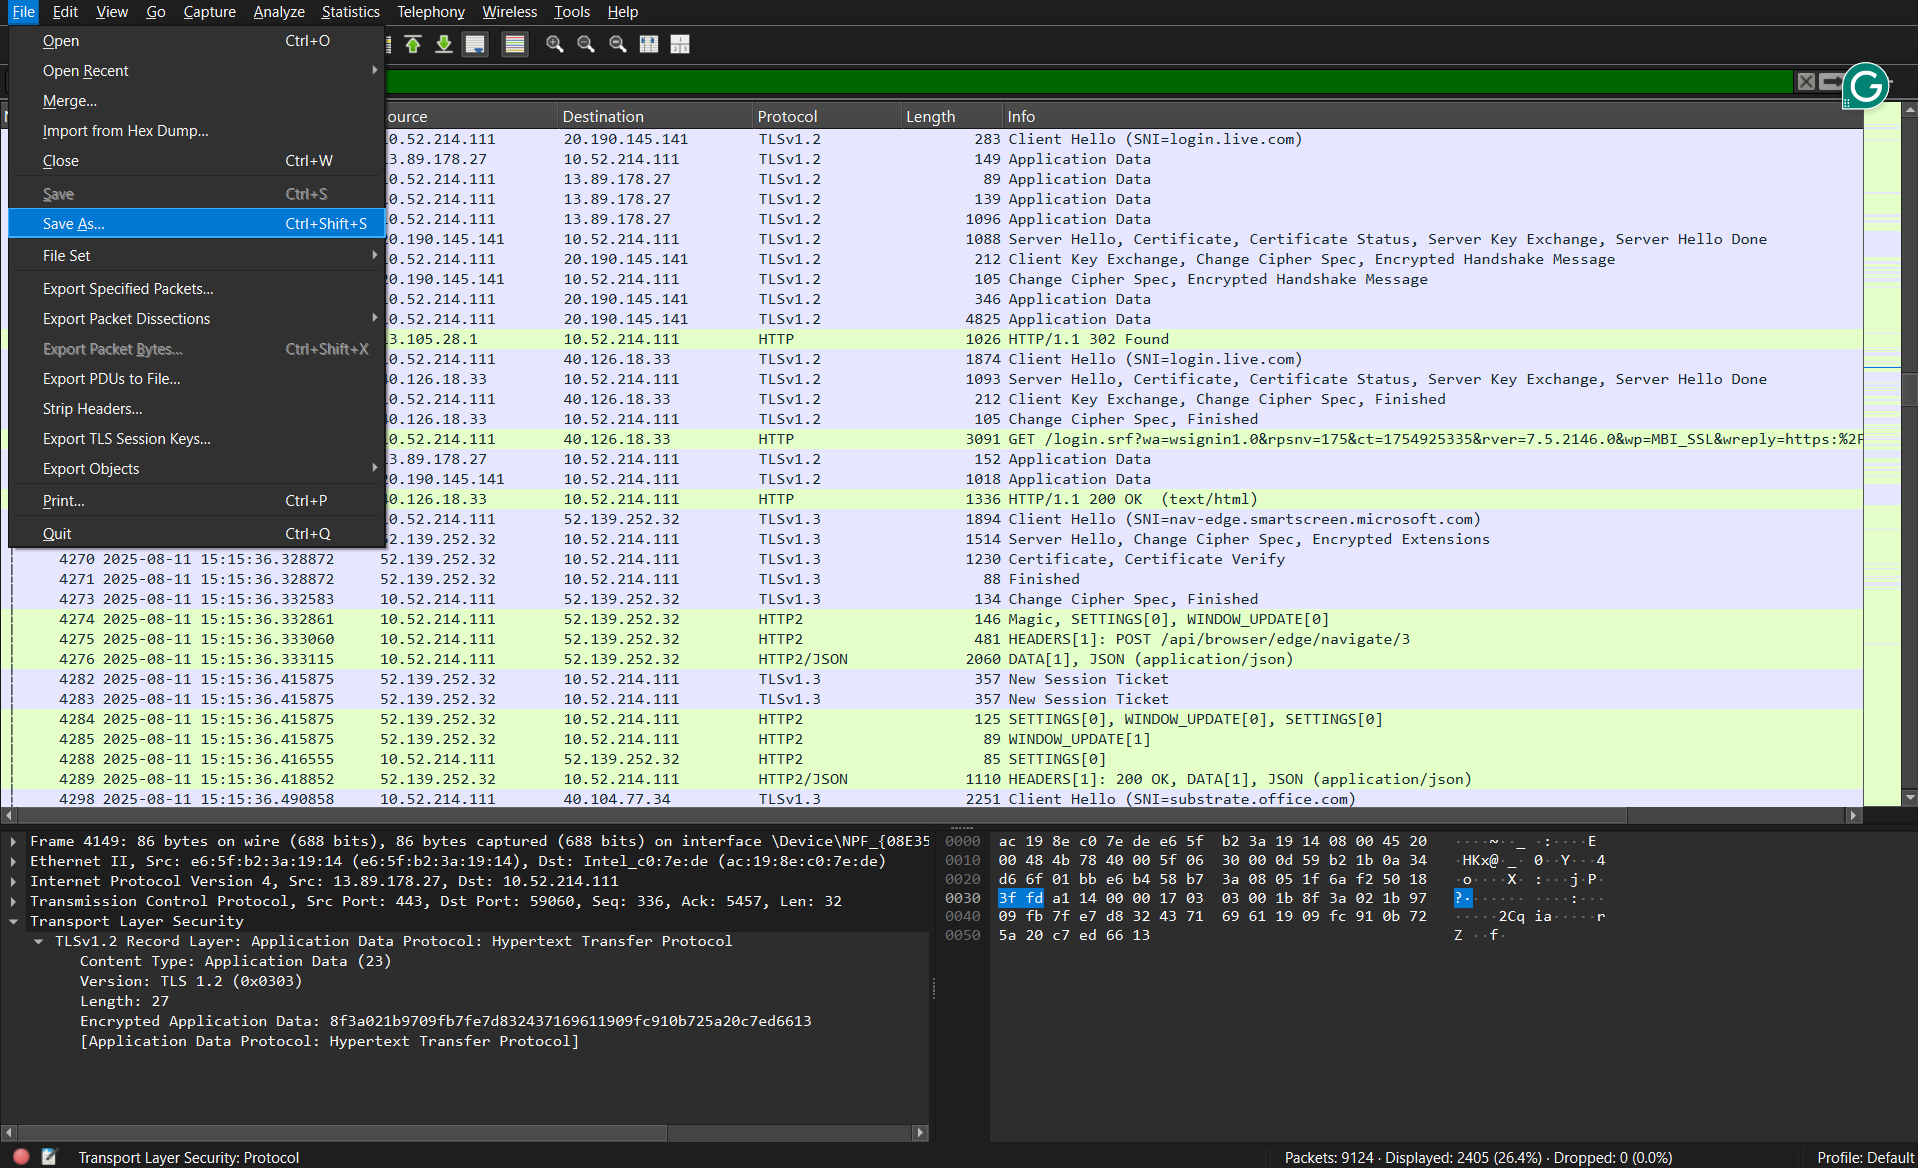 File Edit View Go Capture Analyze Statistics Telephony Wireless Tools Help
Open Ctrl+O
Open Recent
Merge...
Import from Hex Dump...
Close Ctrl+W
Save Ctrl+S
Save As... Ctrl+Shift+S
File Set
Export Specified Packets...
Export Packet Dissections
Export Packet Bytes... Ctrl+Shift+X
Export PDUs to File...
Strip Headers...
Export TLS Session Keys...
Export Objects
Print... Ctrl+P
Quit Ctrl+Q
G
ource Destination Protocol Length Info
0.52.214.111 20.190.145.141 TLSv1.2 283 Client Hello (SNI=login.live.com)
3.89.178.27 10.52.214.111 TLSv1.2 149 Application Data
0.52.214.111 13.89.178.27 TLSv1.2 89 Application Data
0.52.214.111 13.89.178.27 TLSv1.2 139 Application Data
0.52.214.111 13.89.178.27 TLSv1.2 1096 Application Data
20.190.145.141 10.52.214.111 TLSv1.2 1088 Server Hello, Certificate, Certificate Status, Server Key Exchange, Server Hello Done
0.52.214.111 20.190.145.141 TLSv1.2 212 Client Key Exchange, Change Cipher Spec, Encrypted Handshake Message
20.190.145.141 10.52.214.111 TLSv1.2 105 Change Cipher Spec, Encrypted Handshake Message
0.52.214.111 20.190.145.141 TLSv1.2 346 Application Data
0.52.214.111 20.190.145.141 TLSv1.2 4825 Application Data
3.105.28.1 10.52.214.111 HTTP 1026 HTTP/1.1 302 Found
0.52.214.111 40.126.18.33 TLSv1.2 1874 Client Hello (SNI=login.live.com)
40.126.18.33 10.52.214.111 TLSv1.2 1093 Server Hello, Certificate, Certificate Status, Server Key Exchange, Server Hello Done
0.52.214.111 40.126.18.33 TLSv1.2 212 Client Key Exchange, Change Cipher Spec, Finished
40.126.18.33 10.52.214.111 TLSv1.2 105 Change Cipher Spec, Finished
0.52.214.111 40.126.18.33 HTTP 3091 GET /login.srf?wa=wsignin1.0&rpsnv=175&ct=1754925335&rver=7.5.2146.0&wp=MBI_SSL&wreply=https:%2F
3.89.178.27 10.52.214.111 TLSv1.2 152 Application Data
20.190.145.141 10.52.214.111 TLSv1.2 1018 Application Data
40.126.18.33 10.52.214.111 HTTP 1336 HTTP/1.1 200 OK (text/html)
0.52.214.111 52.139.252.32 TLSv1.3 1894 Client Hello (SNI=nav-edge.smartscreen.microsoft.com)
52.139.252.32 10.52.214.111 TLSv1.3 1514 Server Hello, Change Cipher Spec, Encrypted Extensions
4270 2025-08-11 15:15:36.328872 52.139.252.32 10.52.214.111 TLSv1.3 1230 Certificate, Certificate Verify
4271 2025-08-11 15:15:36.328872 52.139.252.32 10.52.214.111 TLSv1.3 88 Finished
4273 2025-08-11 15:15:36.332583 10.52.214.111 52.139.252.32 TLSv1.3 134 Change Cipher Spec, Finished
4274 2025-08-11 15:15:36.332861 10.52.214.111 52.139.252.32 HTTP2 146 Magic, SETTINGS[0], WINDOW_UPDATE[0]
4275 2025-08-11 15:15:36.333060 10.52.214.111 52.139.252.32 HTTP2 481 HEADERS[1]: POST /api/browser/edge/navigate/3
4276 2025-08-11 15:15:36.333115 10.52.214.111 52.139.252.32 HTTP2/JSON 2060 DATA[1], JSON (application/json)
4282 2025-08-11 15:15:36.415875 52.139.252.32 10.52.214.111 TLSv1.3 357 New Session Ticket
4283 2025-08-11 15:15:36.415875 52.139.252.32 10.52.214.111 TLSv1.3 357 New Session Ticket
4284 2025-08-11 15:15:36.415875 52.139.252.32 10.52.214.111 HTTP2 125 SETTINGS[0], WINDOW_UPDATE[0], SETTINGS[0]
4285 2025-08-11 15:15:36.415875 52.139.252.32 10.52.214.111 HTTP2 89 WINDOW_UPDATE[1]
4288 2025-08-11 15:15:36.416555 10.52.214.111 52.139.252.32 HTTP2 85 SETTINGS[0]
4289 2025-08-11 15:15:36.418852 52.139.252.32 10.52.214.111 HTTP2/JSON 1110 HEADERS[1]: 200 OK, DATA[1], JSON (application/json)
4298 2025-08-11 15:15:36.490858 10.52.214.111 40.104.77.34 TLSv1.3 2251 Client Hello (SNI=substrate.office.com)
Frame 4149: 86 bytes on wire (688 bits), 86 bytes captured (688 bits) on interface \Device\NPF_{08E35
Ethernet II, Src: e6:5f:b2:3a:19:14 (e6:5f:b2:3a:19:14), Dst: Intel_c0:7e:de (ac:19:8e:c0:7e:de)
Internet Protocol Version 4, Src: 13.89.178.27, Dst: 10.52.214.111
Transmission Control Protocol, Src Port: 443, Dst Port: 59060, Seq: 336, Ack: 5457, Len: 32
Transport Layer Security
TLSv1.2 Record Layer: Application Data Protocol: Hypertext Transfer Protocol
Content Type: Application Data (23)
Version: TLS 1.2 (0x0303)
Length: 27
Encrypted Application Data: 8f3a021b9709fb7fe7d832437169611909fc910b725a20c7ed6613
[Application Data Protocol: Hypertext Transfer Protocol]
0000 ac 19 8e c0 7e de e6 5f b2 3a 19 14 08 00 45 20 ····~··_ ·:····E
0010 00 48 4b 78 40 00 5f 06 30 00 0d 59 b2 1b 0a 34 ·HKx@·_· 0··Y···4
0020 d6 6f 01 bb e6 b4 58 b7 3a 08 05 1f 6a f2 50 18 ·o····X· :···j·P·
0030 3f fd a1 14 00 00 17 03 03 00 1b 8f 3a 02 1b 97 ?······· ····:···
0040 09 fb 7f e7 d8 32 43 71 69 61 19 09 fc 91 0b 72 ·····2Cq ia·····r
0050 5a 20 c7 ed 66 13 Z ··f·
Transport Layer Security: Protocol
Packets: 9124 · Displayed: 2405 (26.4%) · Dropped: 0 (0.0%)
Profile: Default